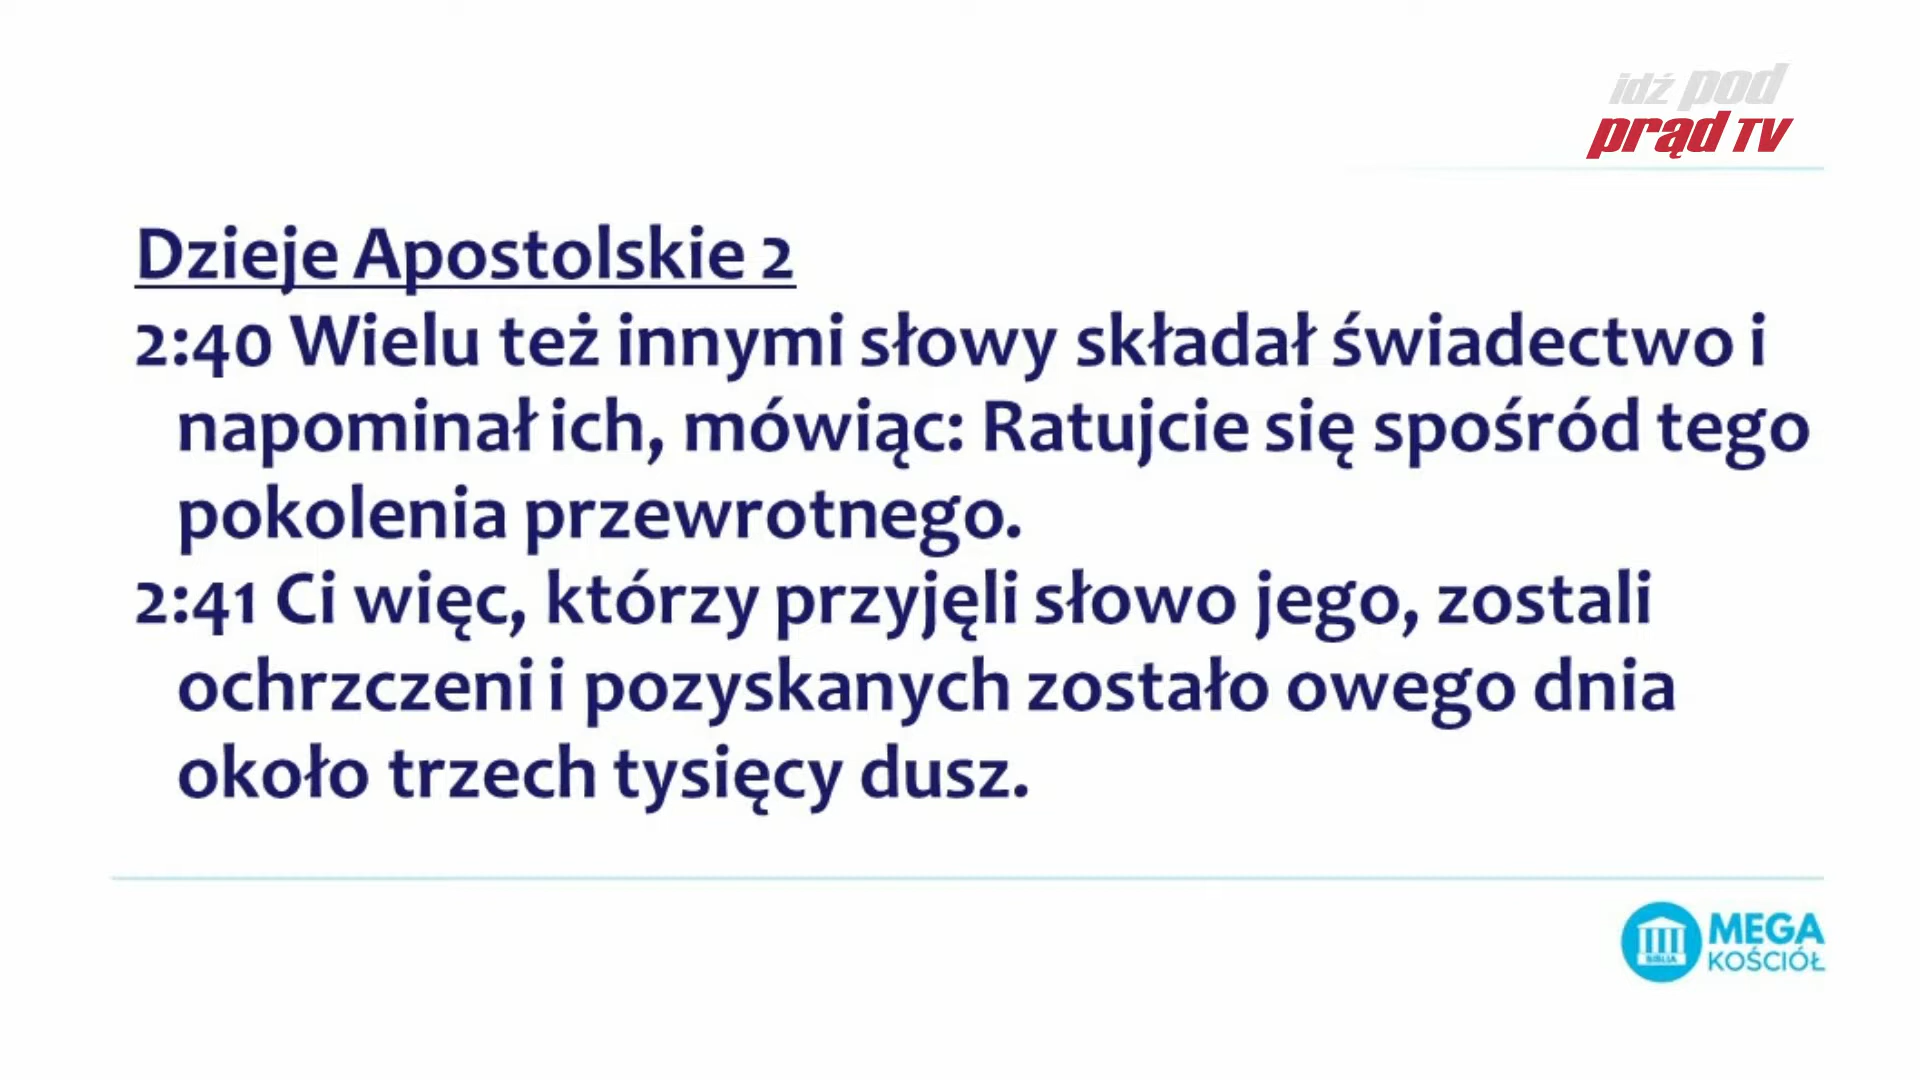 idź pod
prąd TV
Dzieje Apostolskie 2
2:40 Wielu też innymi słowy składał świadectwo i
napominał ich, mówiąc: Ratujcie się spośród tego
pokolenia przewrotnego.
2:41 Ci więc, którzy przyjęli słowo jego, zostali
ochrzczeni i pozyskanych zostało owego dnia
około trzech tysięcy dusz.
BIBLIA
MEGA
KOŚCIÓŁ